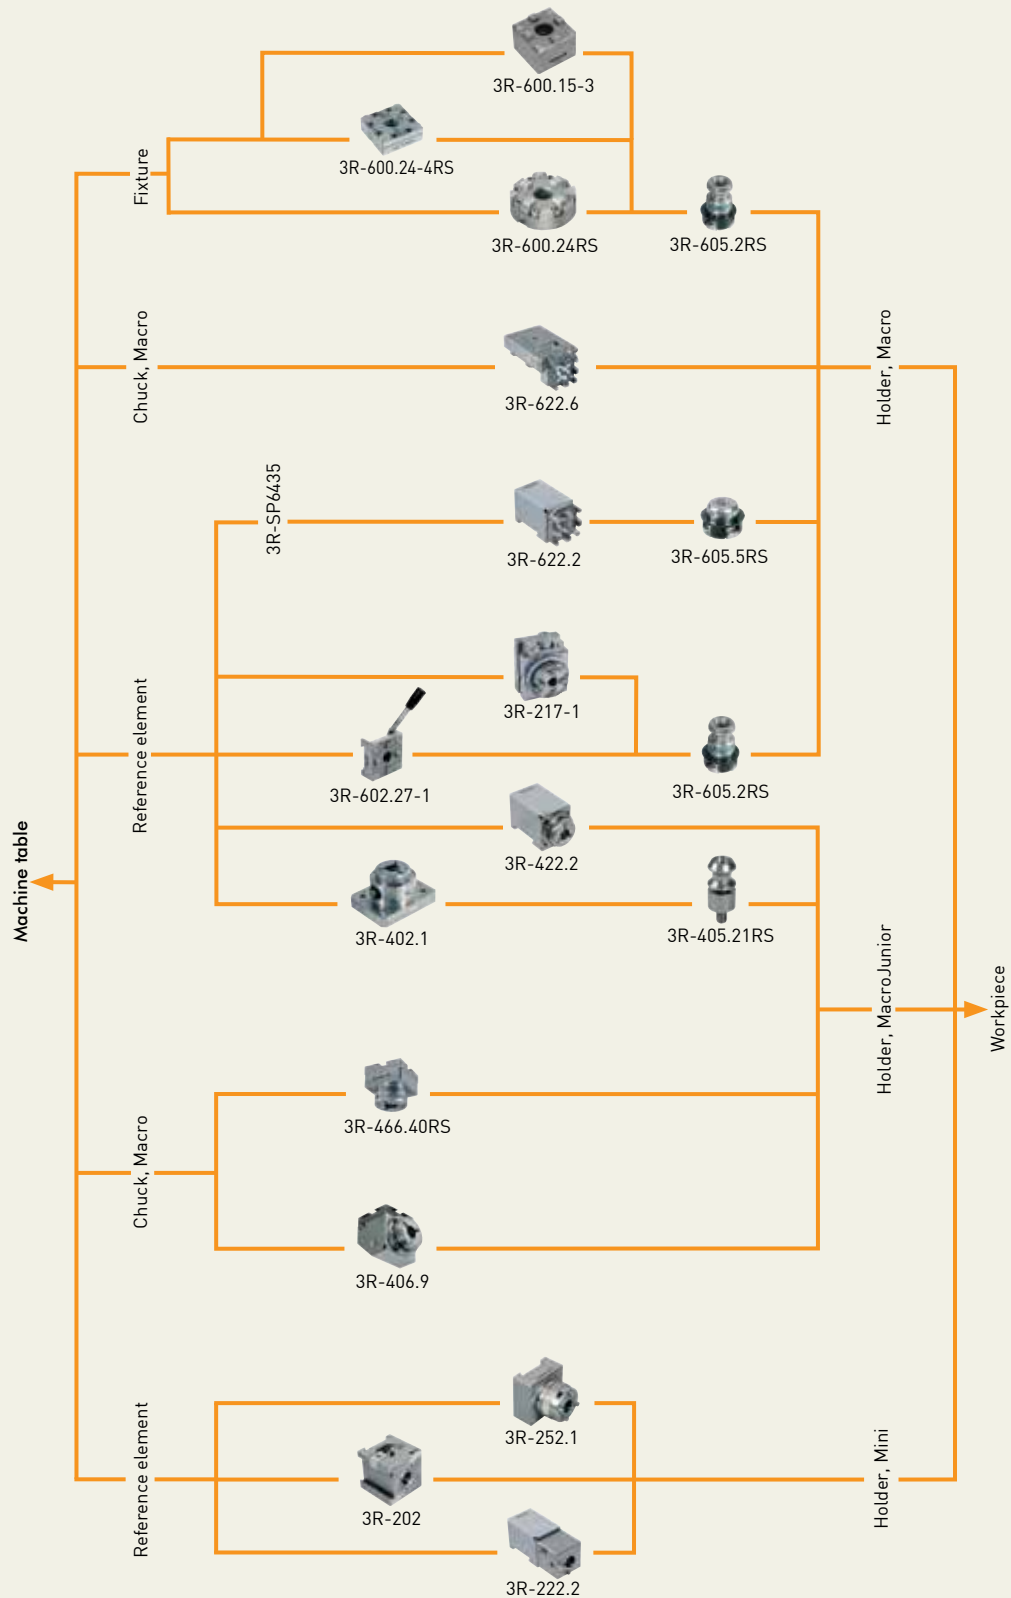 3R-600.15-3
3R-600.24-4RS
Fixture
3R-600.24RS
3R-605.2RS
Chuck, Macro
3R-622.6
Holder, Macro
3R-SP6435
3R-622.2
3R-605.5RS
Reference element
3R-217-1
3R-602.27-1
3R-605.2RS
3R-422.2
Machine table
3R-402.1
3R-405.21RS
Holder, MacroJunior
Workpiece
Chuck, Macro
3R-466.40RS
3R-406.9
Reference element
3R-252.1
3R-202
Holder, Mini
3R-222.2